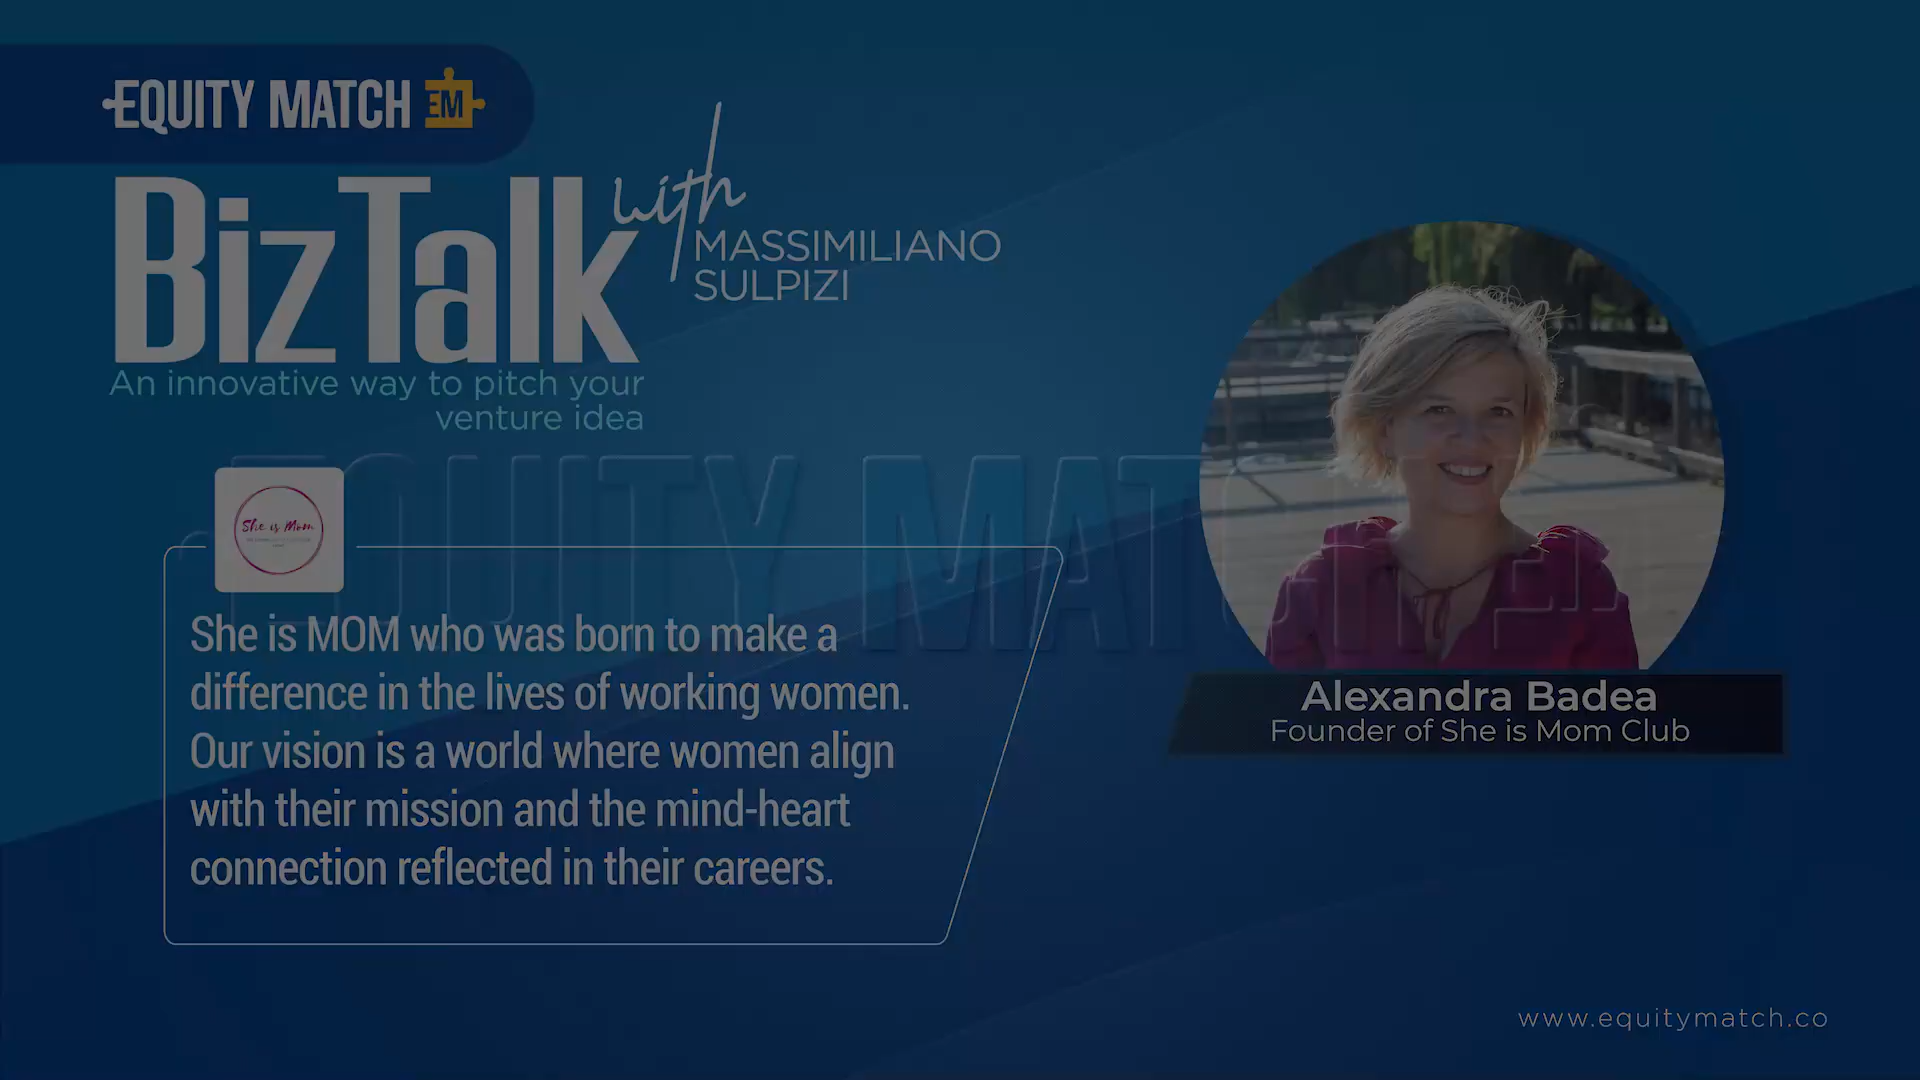 EQUITY MATCH EM
BizTalk with
MASSIMILIANO
SULPIZI
An innovative way to pitch your
venture idea
EQUITY MATCH EM
She is Mom
She is MOM who was born to make a
difference in the lives of working women.
Our vision is a world where women align
with their mission and the mind-heart
connection reflected in their careers.
Alexandra Badea
Founder of She is Mom Club
www.equitymatch.co